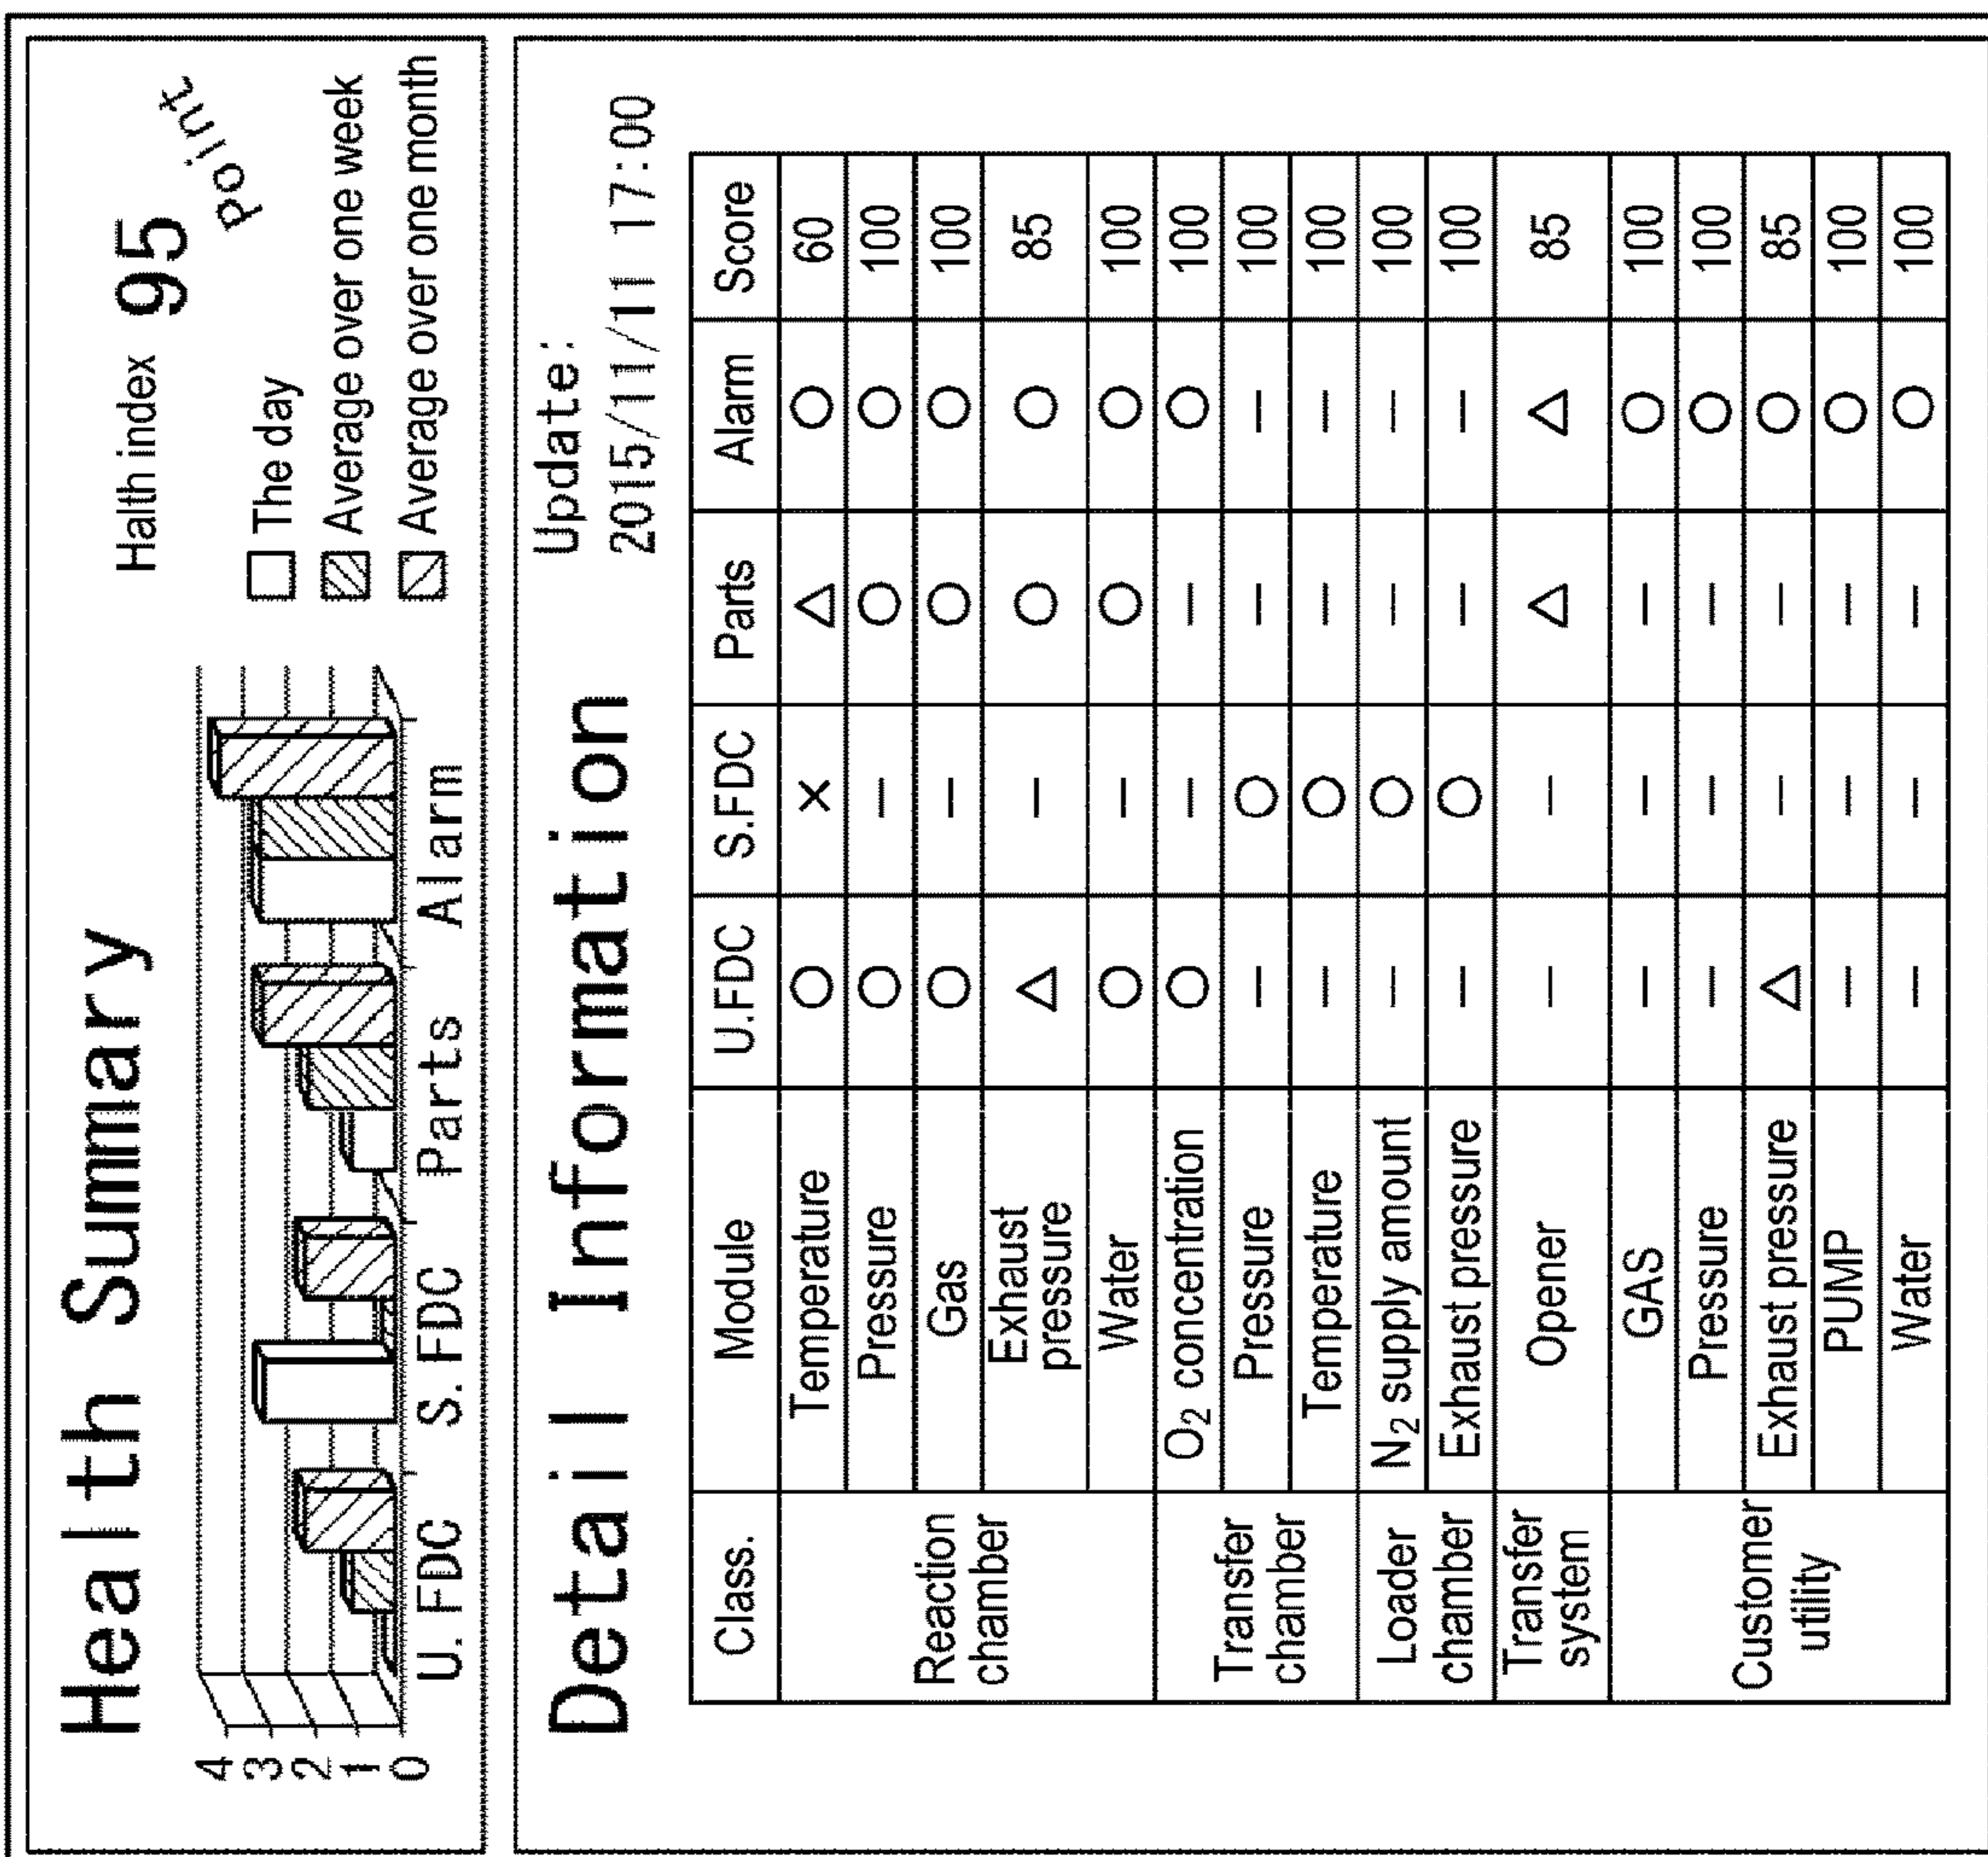 Health Summary
Halth index 95 point
The day
Average over one week
Average over one month
4
3
2
1
0
U. FDC S. FDC Parts Alarm
Detail Information
Update:
2015/11/11 17:00
Class. Module U.FDC S.FDC Parts Alarm Score
Reaction
chamber
Temperature ○ × △ ○ 60
Pressure ○ — ○ ○ 100
Gas ○ — ○ ○ 100
Exhaust
pressure △ — ○ ○ 85
Water ○ — ○ ○ 100
Transfer
chamber
O₂ concentration ○ — — ○ 100
Pressure — ○ — — 100
Temperature — ○ — — 100
Loader
chamber
N₂ supply amount — ○ — — 100
Exhaust pressure — ○ — — 100
Transfer
system
Opener — — △ △ 85
Customer
utility
GAS — — — ○ 100
Pressure — — — ○ 100
Exhaust pressure △ — — ○ 85
PUMP — — — ○ 100
Water — — — ○ 100